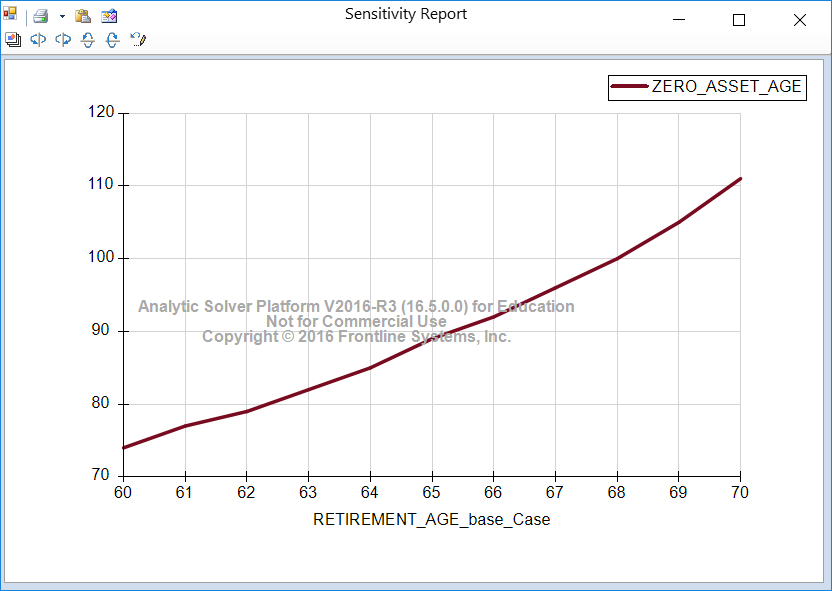 Sensitivity Report
ZERO_ASSET_AGE
120
110
100
90
80
70
Analytic Solver Platform V2016-R3 (16.5.0.0) for Education
Not for Commercial Use
Copyright © 2016 Frontline Systems, Inc.
60 61 62 63 64 65 66 67 68 69 70
RETIREMENT_AGE_base_Case